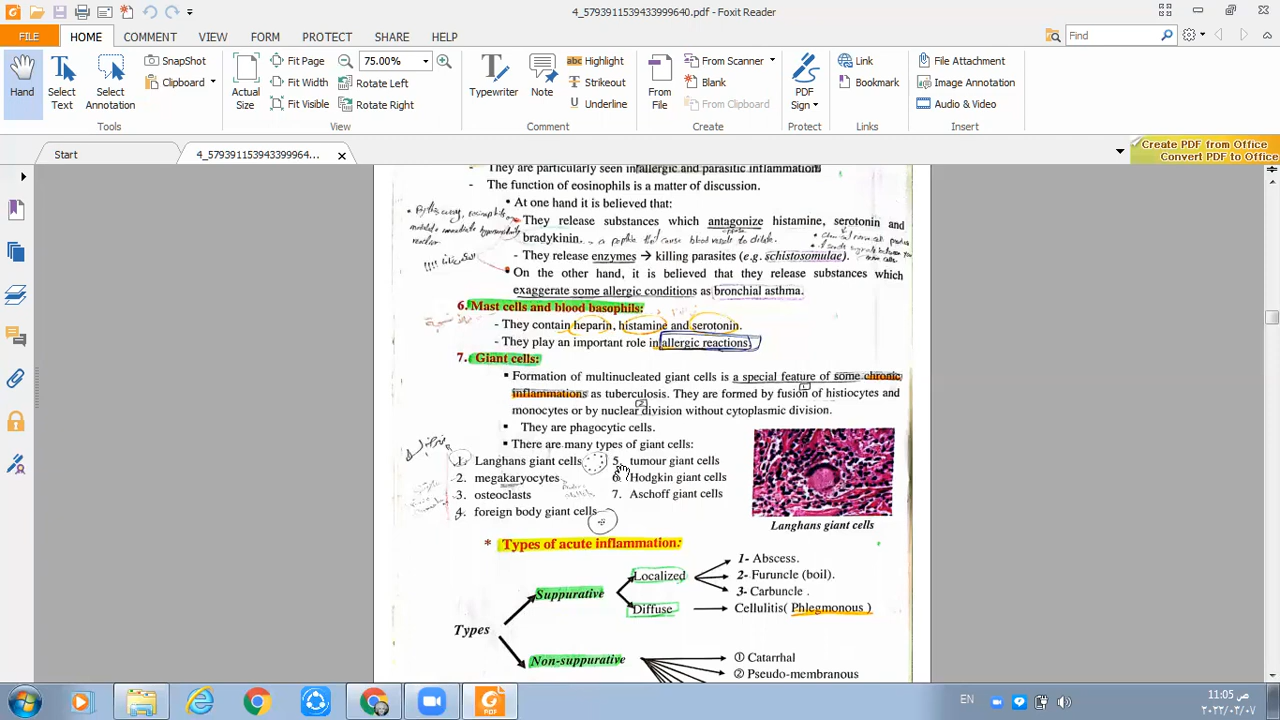 4_5793911539433999640.pdf - Foxit Reader
FILE HOME COMMENT VIEW FORM PROTECT SHARE HELP
Find
Hand
Select Text
Select Annotation
SnapShot
Clipboard
Tools
Actual Size
Fit Page
Fit Width
Fit Visible
75.00%
Rotate Left
Rotate Right
View
Typewriter
Note
Highlight
Strikeout
Underline
Comment
From File
From Scanner
Blank
From Clipboard
Create
PDF Sign
Protect
Link
Bookmark
Links
File Attachment
Image Annotation
Audio & Video
Insert
Start
4_579391153943399964...
Create PDF from Office
Convert PDF to Office
- They are particularly seen in allergic and parasitic inflammation.
- The function of eosinophils is a matter of discussion.
• At one hand it is believed that:
They release substances which antagonize histamine, serotonin and
bradykinin. a peptide that cause blood vessels to dilate.
- They release enzymes → killing parasites (e.g. schistosomulae).
On the other hand, it is believed that they release substances which
exaggerate some allergic conditions as bronchial asthma.
6. Mast cells and blood basophils:
- They contain heparin, histamine and serotonin.
- They play an important role in allergic reactions.
7. Giant cells:
▪ Formation of multinucleated giant cells is a special feature of some chronic
inflammations as tuberculosis. They are formed by fusion of histiocytes and
monocytes or by nuclear division without cytoplasmic division.
▪ They are phagocytic cells.
▪ There are many types of giant cells:
1. Langhans giant cells 5. tumour giant cells
2. megakaryocytes 6. Hodgkin giant cells
3. osteoclasts 7. Aschoff giant cells
4. foreign body giant cells
Langhans giant cells
* Types of acute inflammation:
Types
Suppurative
Localized
1- Abscess.
2- Furuncle (boil).
3- Carbuncle .
Diffuse
Cellulitis( Phlegmonous )
Non-suppurative
① Catarrhal
② Pseudo-membranous
EN
11:05 ص
٢٠٢٢/٠٣/٠٧